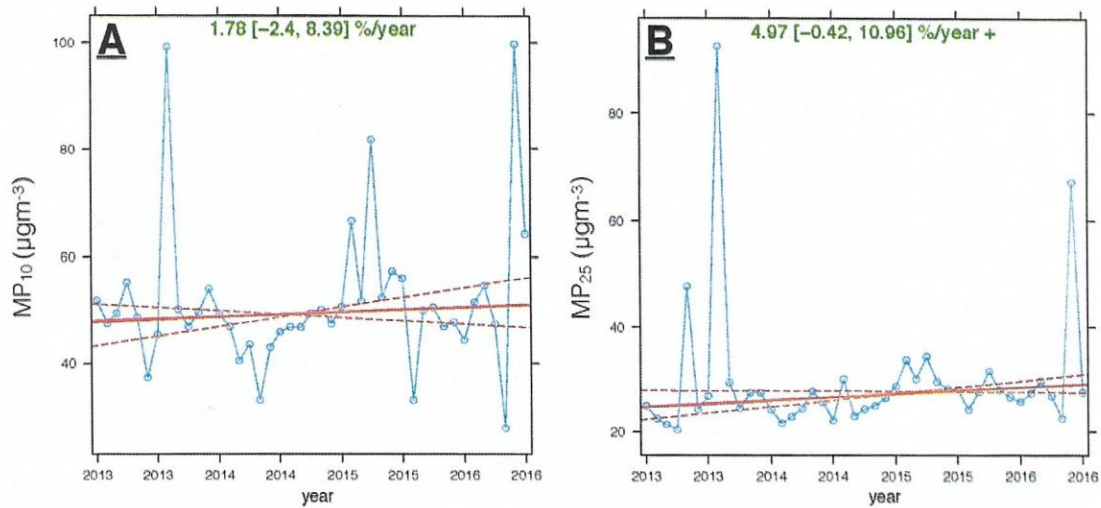 A
1.78 [−2.4, 8.39] %/year
100
80
60
40
MP10 (µgm-3)
2013 2013 2014 2014 2015 2015 2016 2016
year
B
4.97 [−0.42, 10.96] %/year +
80
60
40
20
MP25 (µgm-3)
2013 2013 2014 2014 2015 2015 2016 2016
year